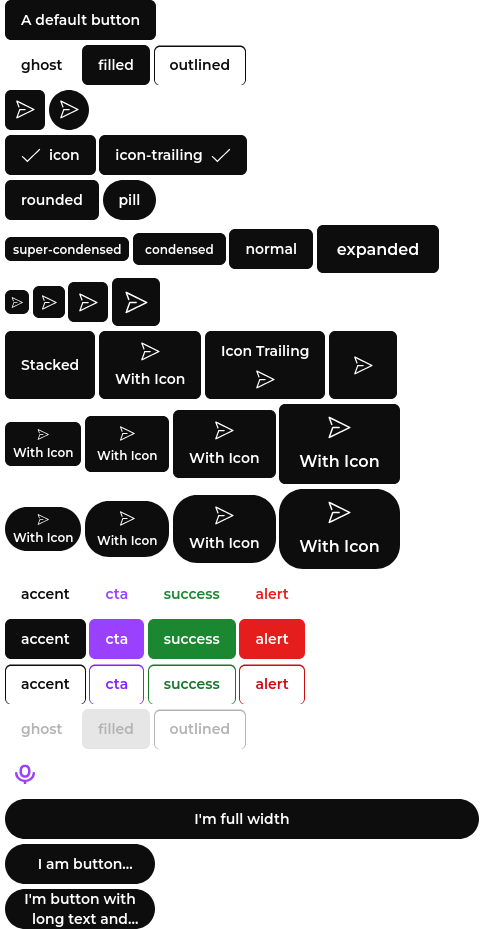 A default button
ghost filled outlined
icon icon-trailing
rounded pill
super-condensed condensed normal expanded
Stacked With Icon Icon Trailing
With Icon With Icon With Icon With Icon
With Icon With Icon With Icon With Icon
accent cta success alert
accent cta success alert
accent cta success alert
ghost filled outlined
I'm full width
I am button...
I'm button with
long text and...